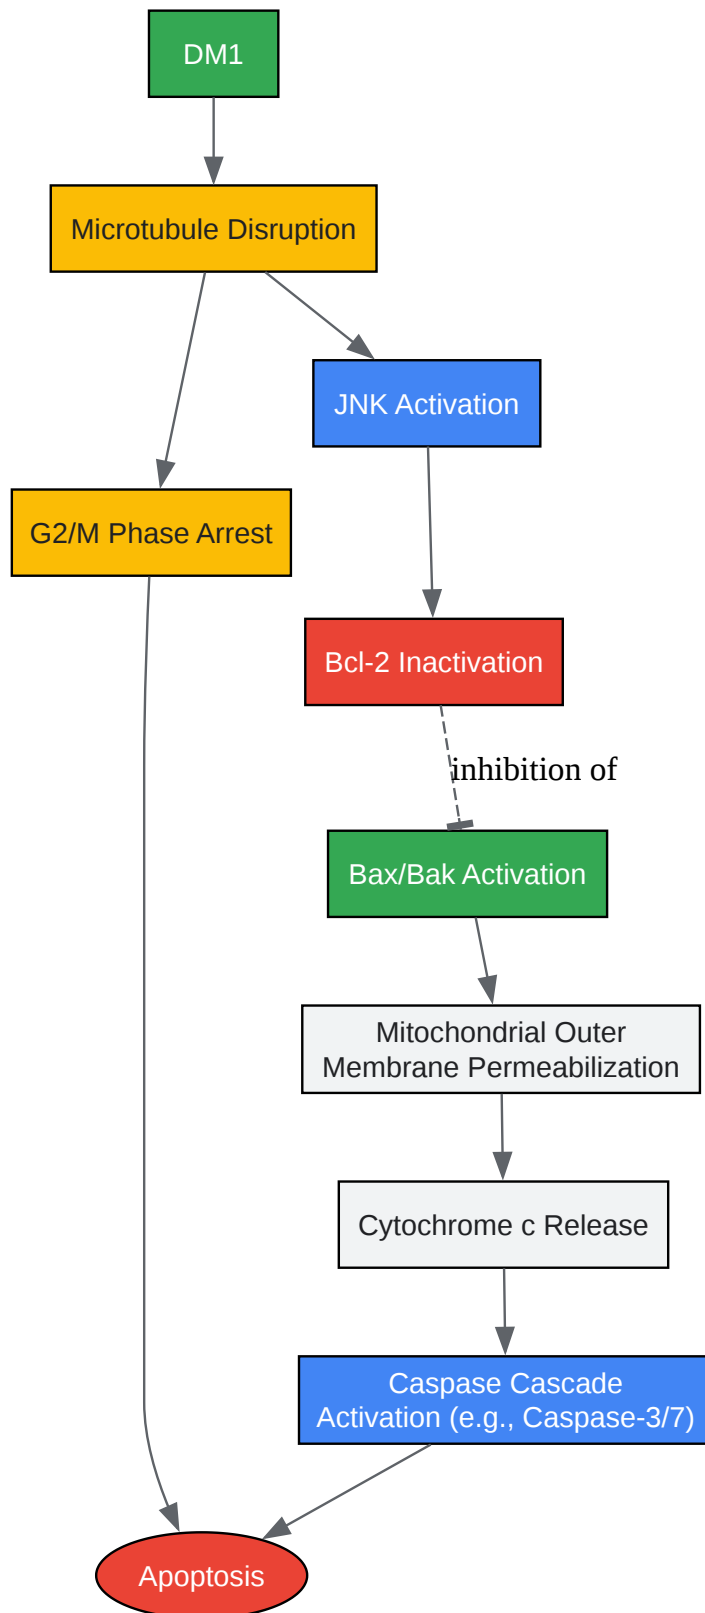 DM1
Microtubule Disruption
JNK Activation
G2/M Phase Arrest
Bcl-2 Inactivation
inhibition of
Bax/Bak Activation
Mitochondrial Outer
Membrane Permeabilization
Cytochrome c Release
Caspase Cascade
Activation (e.g., Caspase-3/7)
Apoptosis